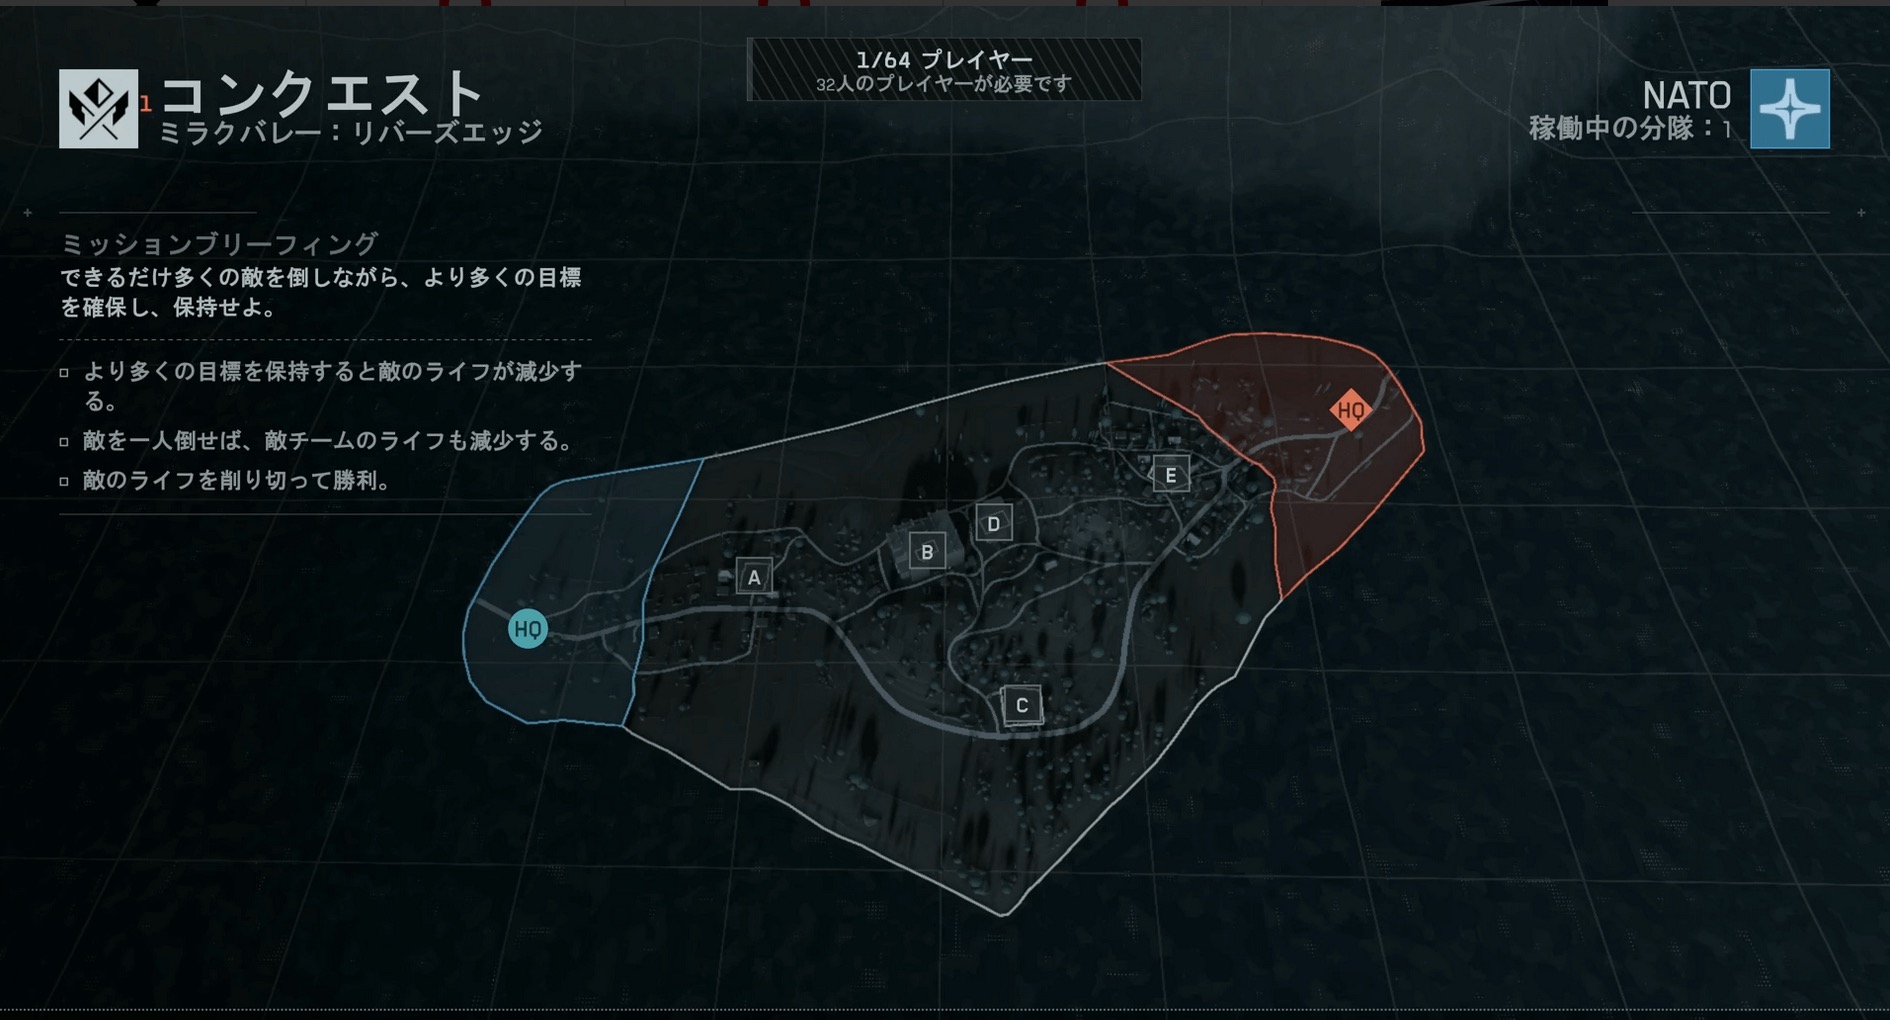 1/64 プレイヤー
32人のプレイヤーが必要です
1 コンクエスト
ミラクバレー：リバーズエッジ
NATO
稼働中の分隊：1
ミッションブリーフィング
できるだけ多くの敵を倒しながら、より多くの目標
を確保し、保持せよ。
より多くの目標を保持すると敵のライフが減少す
る。
敵を一人倒せば、敵チームのライフも減少する。
敵のライフを削り切って勝利。
HQ
E
D
B
A
HQ
C